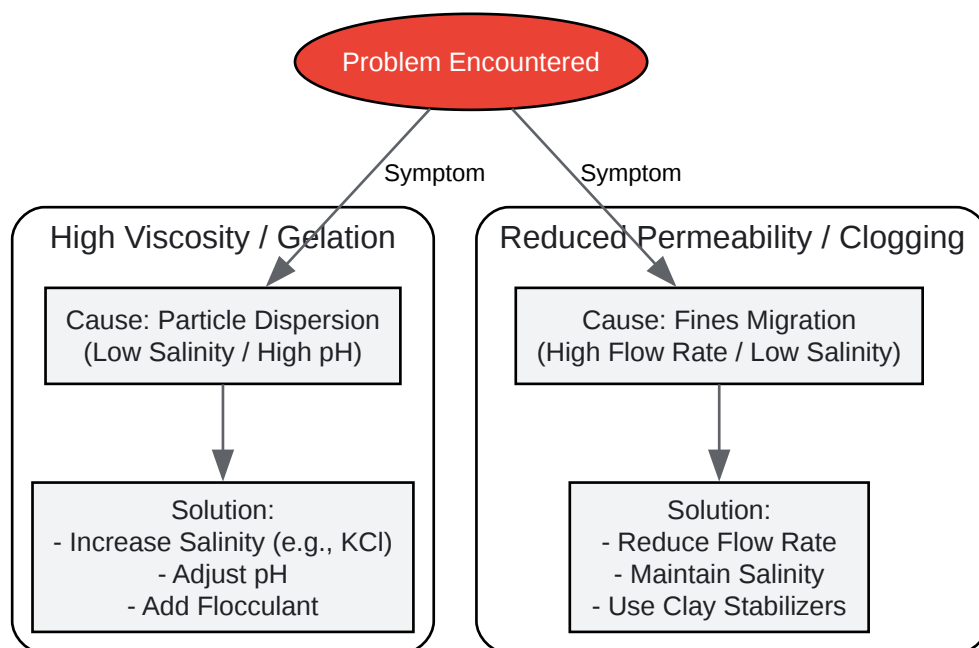 Problem Encountered
Symptom
Symptom
High Viscosity / Gelation
Cause: Particle Dispersion
(Low Salinity / High pH)
Solution:
- Increase Salinity (e.g., KCl)
- Adjust pH
- Add Flocculant
Reduced Permeability / Clogging
Cause: Fines Migration
(High Flow Rate / Low Salinity)
Solution:
- Reduce Flow Rate
- Maintain Salinity
- Use Clay Stabilizers